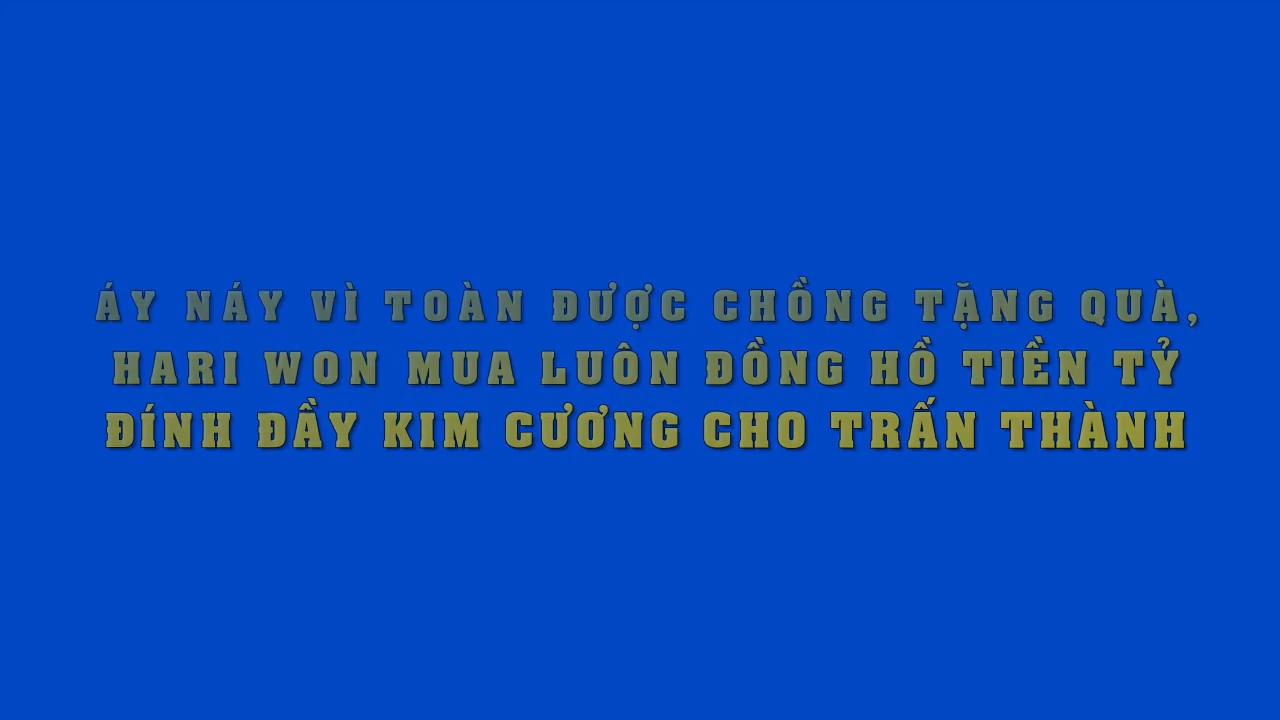 ÁY NÁY VÌ TOÀN ĐƯỢC CHỒNG TẶNG QUÀ,
HARI WON MUA LUÔN ĐỒNG HỒ TIỀN TỶ
ĐÍNH ĐẦY KIM CƯƠNG CHO TRẤN THÀNH